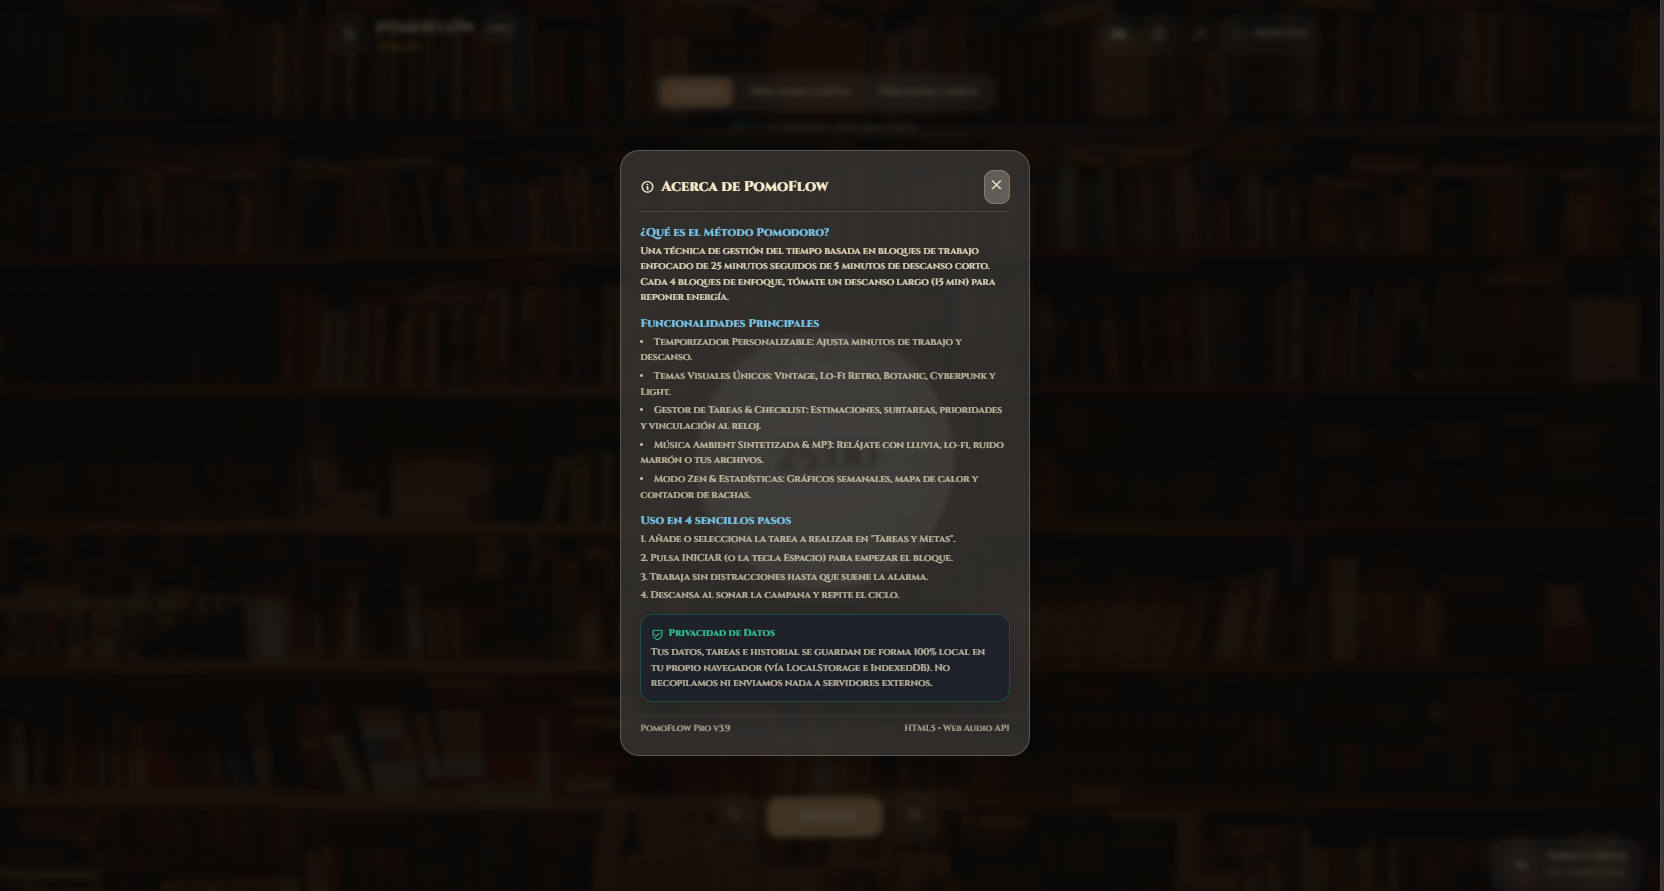 Acerca de PomoFlow
¿Qué es el Método Pomodoro?
Una técnica de gestión del tiempo basada en bloques de trabajo
enfocado de 25 minutos seguidos de 5 minutos de descanso corto.
Cada 4 bloques de enfoque, tómate un descanso largo (15 min) para
reponer energía.
Funcionalidades Principales
• Temporizador Personalizable: Ajusta minutos de trabajo y
descanso.
• Temas Visuales Únicos: Vintage, Lo-Fi Retro, Botanic, Cyberpunk y
Light.
• Gestor de Tareas & Checklist: Estimaciones, subtareas, prioridades
y vinculación al reloj.
• Música Ambient Sintetizada & MP3: Relájate con lluvia, lo-fi, ruido
marrón o tus archivos.
• Modo Zen & Estadísticas: Gráficos semanales, mapa de calor y
contador de rachas.
Uso en 4 sencillos pasos
1. Añade o selecciona la tarea a realizar en "Tareas y Metas".
2. Pulsa INICIAR (o la tecla Espacio) para empezar el bloque.
3. Trabaja sin distracciones hasta que suene la alarma.
4. Descansa al sonar la campana y repite el ciclo.
Privacidad de Datos
Tus datos, tareas e historial se guardan de forma 100% local en
tu propio navegador (vía LocalStorage e IndexedDB). No
recopilamos ni enviamos nada a servidores externos.
PomoFlow Pro v3.9
HTML5 • Web Audio API